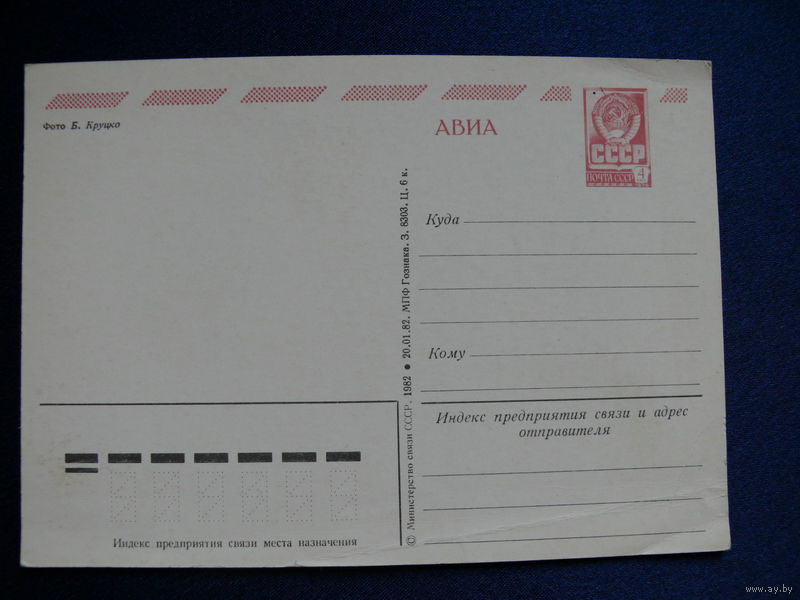 Фото Б. Круцко
АВИА
СССР
ПОЧТА СССР 4
Куда
Кому
Индекс предприятия связи и адрес
отправителя
© Министерство связи СССР. 1982 ● 20.01.82. МПФ Гознака. З. 8303. Ц. 6 к.
Индекс предприятия связи места назначения
www.ay.by